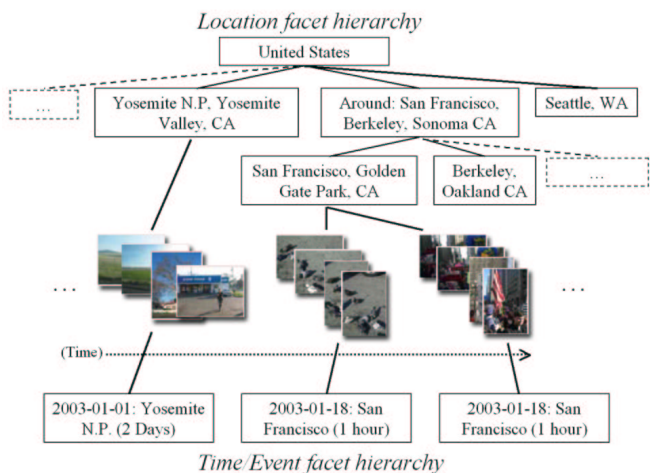 Location facet hierarchy
United States
...
Yosemite N.P, Yosemite
Valley, CA
Around: San Francisco,
Berkeley, Sonoma CA
Seattle, WA
San Francisco, Golden
Gate Park, CA
Berkeley,
Oakland CA
...
...
...
(Time)
2003-01-01: Yosemite
N.P. (2 Days)
2003-01-18: San
Francisco (1 hour)
2003-01-18: San
Francisco (1 hour)
Time/Event facet hierarchy